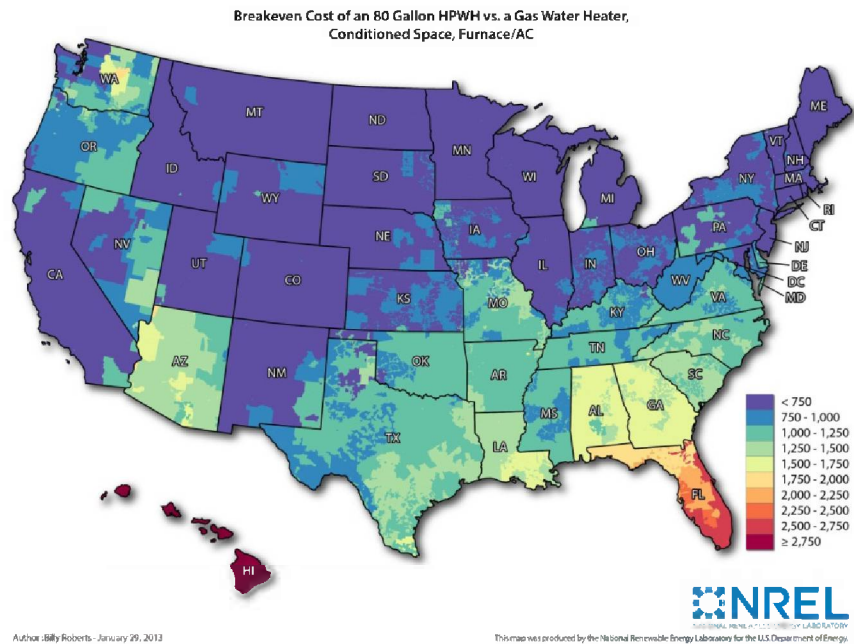 Breakeven Cost of an 80 Gallon HPWH vs. a Gas Water Heater,
Conditioned Space, Furnace/AC
WA
MT
ND
MN
ME
OR
ID
SD
WI
MI
VT
NH
NY
MA
WY
RI
CT
NV
NE
IA
PA
NJ
CA
UT
CO
IL
IN
OH
DE
DC
WV
MD
KS
MO
VA
KY
AZ
NM
OK
TN
NC
AR
SC
TX
MS
AL
GA
LA
FL
HI
< 750
750 - 1,000
1,000 - 1,250
1,250 - 1,500
1,500 - 1,750
1,750 - 2,000
2,000 - 2,250
2,250 - 2,500
2,500 - 2,750
≥ 2,750
NREL
NATIONAL RENEWABLE ENERGY LABORATORY
Author : Billy Roberts - January 29, 2013
This map was produced by the National Renewable Energy Laboratory for the U.S. Department of Energy.